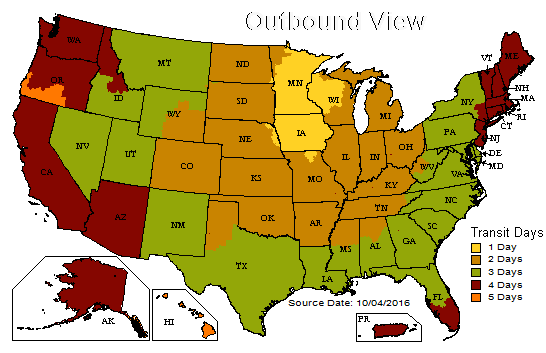 Outbound View
WA
MT
ND
MN
VT
ME
OR
ID
SD
WI
MI
NY
NH
MA
RI
CT
WY
NE
IA
PA
NJ
DE
MD
NV
UT
CO
KS
MO
IL
IN
OH
WV
VA
KY
CA
AZ
NM
OK
AR
TN
NC
SC
TX
LA
MS
AL
GA
FL
AK
HI
PR
Source Date: 10/04/2016
Transit Days
1 Day
2 Days
3 Days
4 Days
5 Days